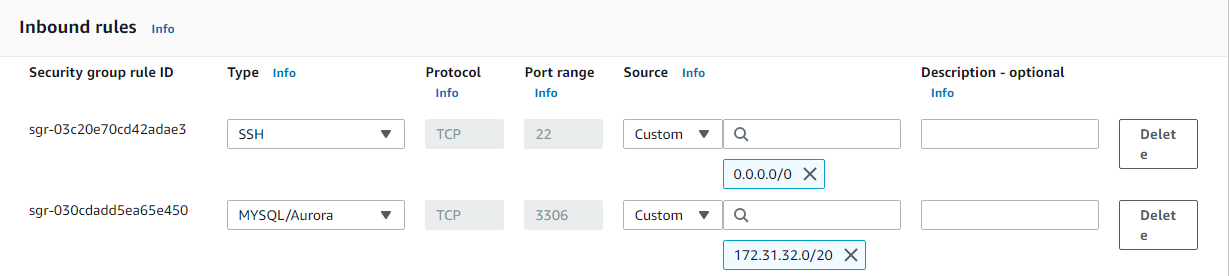 Inbound rules Info
Security group rule ID Type Info Protocol Port range Source Info Description - optional
Info Info Info
sgr-03c20e70cd42adae3 SSH TCP 22 Custom Delet
e
0.0.0.0/0
sgr-030cdadd5ea65e450 MYSQL/Aurora TCP 3306 Custom Delet
e
172.31.32.0/20